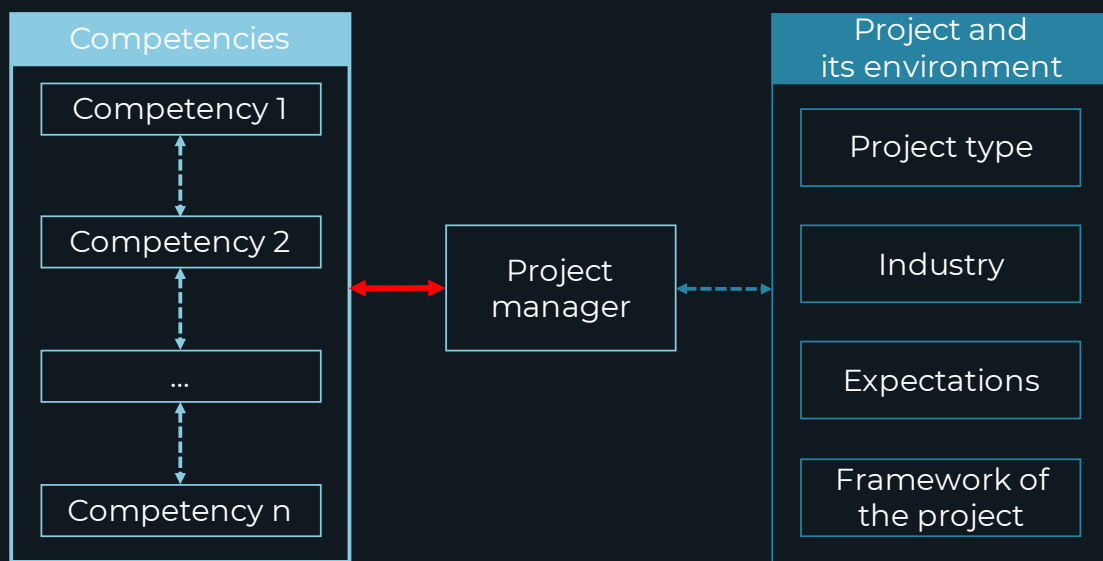 Competencies
Competency 1
Competency 2
...
Competency n
Project
manager
Project and
its environment
Project type
Industry
Expectations
Framework of
the project